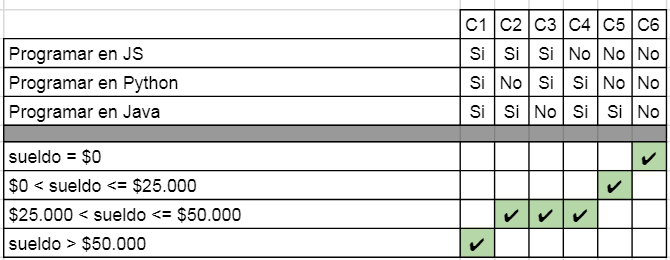 C1 C2 C3 C4 C5 C6
Programar en JS Si Si Si No No No
Programar en Python Si No Si Si No No
Programar en Java Si Si No Si Si No
sueldo = $0 ✔
$0 < sueldo <= $25.000 ✔
$25.000 < sueldo <= $50.000 ✔ ✔ ✔
sueldo > $50.000 ✔